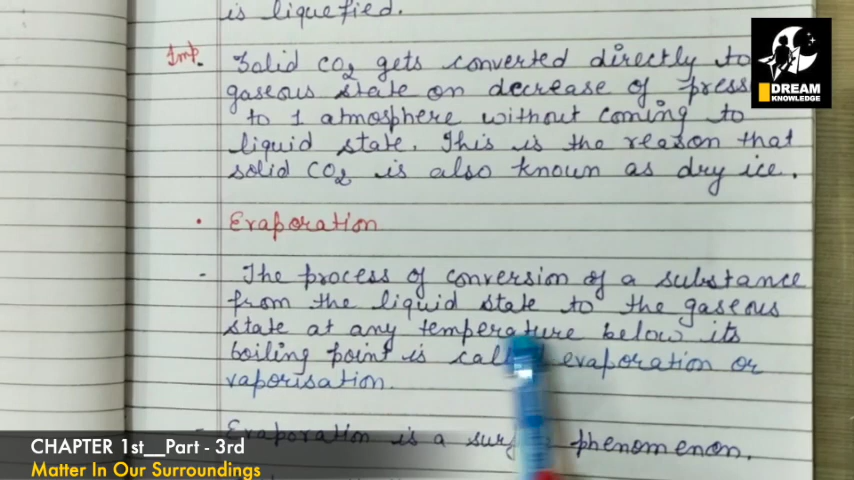 is liquefied.
Imp. Solid CO2 gets converted directly to
gaseous state on decrease of
to 1 atmosphere without coming to
liquid state. This is the reason that
solid CO2 is also known as dry ice.
• Evaporation
- The process of conversion of a substance
from the liquid state to the gaseous
state at any temperature below its
boiling point is evaporation or
vaporisation.
- Evaporation is a phenomenon.
DREAM
KNOWLEDGE
CHAPTER 1st__Part - 3rd
Matter In Our Surroundings